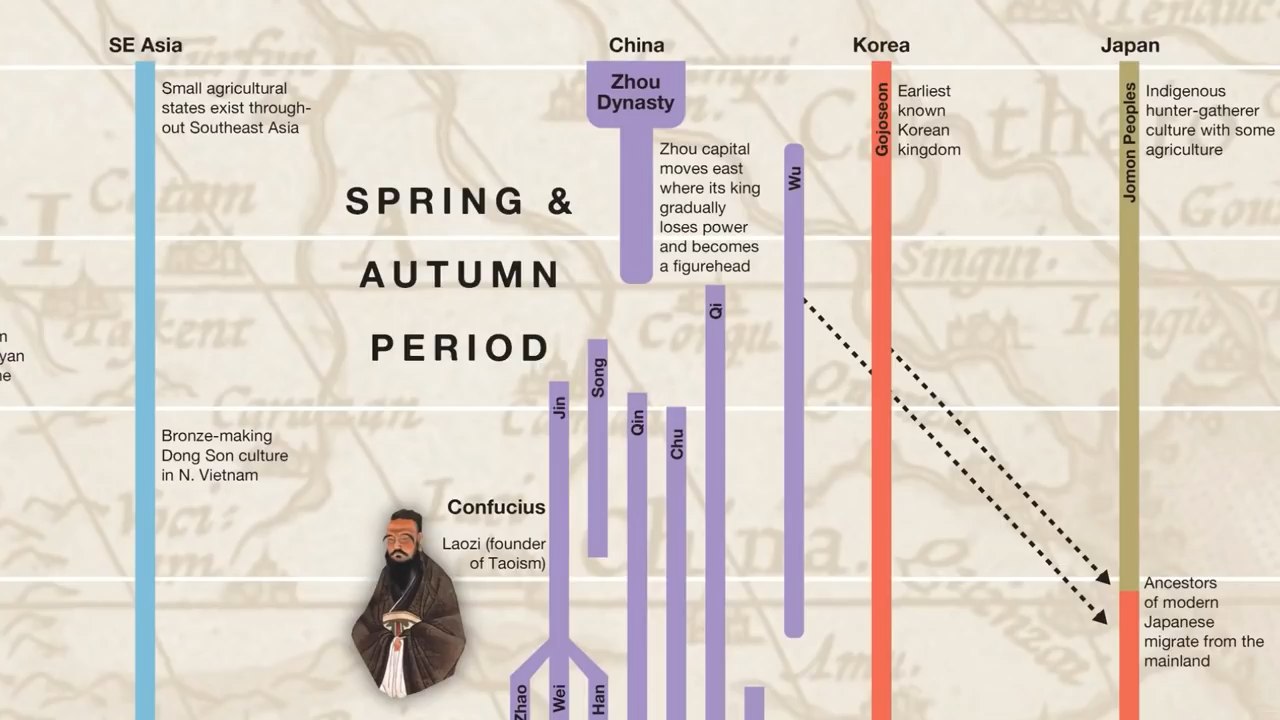 SE Asia
China
Korea
Japan
Small agricultural
states exist through-
out Southeast Asia
Zhou
Dynasty
Gojoseon
Earliest
known
Korean
kingdom
Jomon Peoples
Indigenous
hunter-gatherer
culture with some
agriculture
Zhou capital
moves east
where its king
gradually
loses power
and becomes
a figurehead
Wu
SPRING &
AUTUMN
PERIOD
Qi
Song
Jin
Qin
Chu
Bronze-making
Dong Son culture
in N. Vietnam
Confucius
Laozi (founder
of Taoism)
Ancestors
of modern
Japanese
migrate from the
mainland
Zhao
Wei
Han